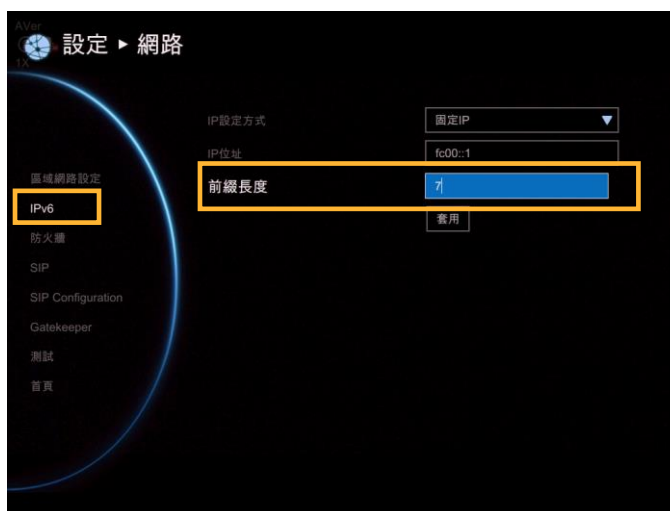 AVer
設定 ▸ 網路
1X
IP設定方式 固定IP ▼
IP位址 fc00::1
前綴長度 7
套用
區域網路設定
IPv6
防火牆
SIP
SIP Configuration
Gatekeeper
測試
首頁